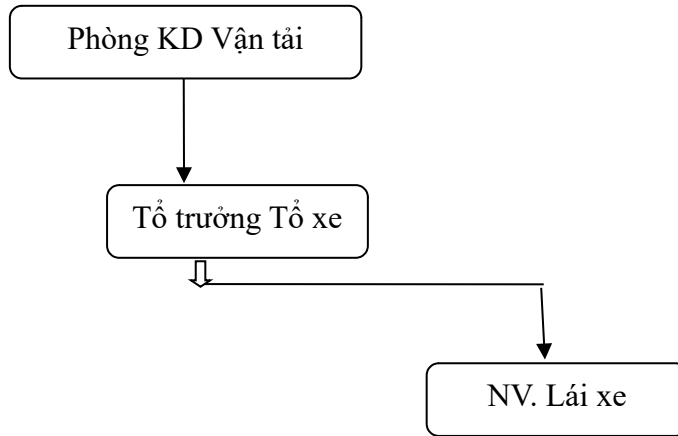 Phòng KD Vận tải
Tổ trưởng Tổ xe
NV. Lái xe